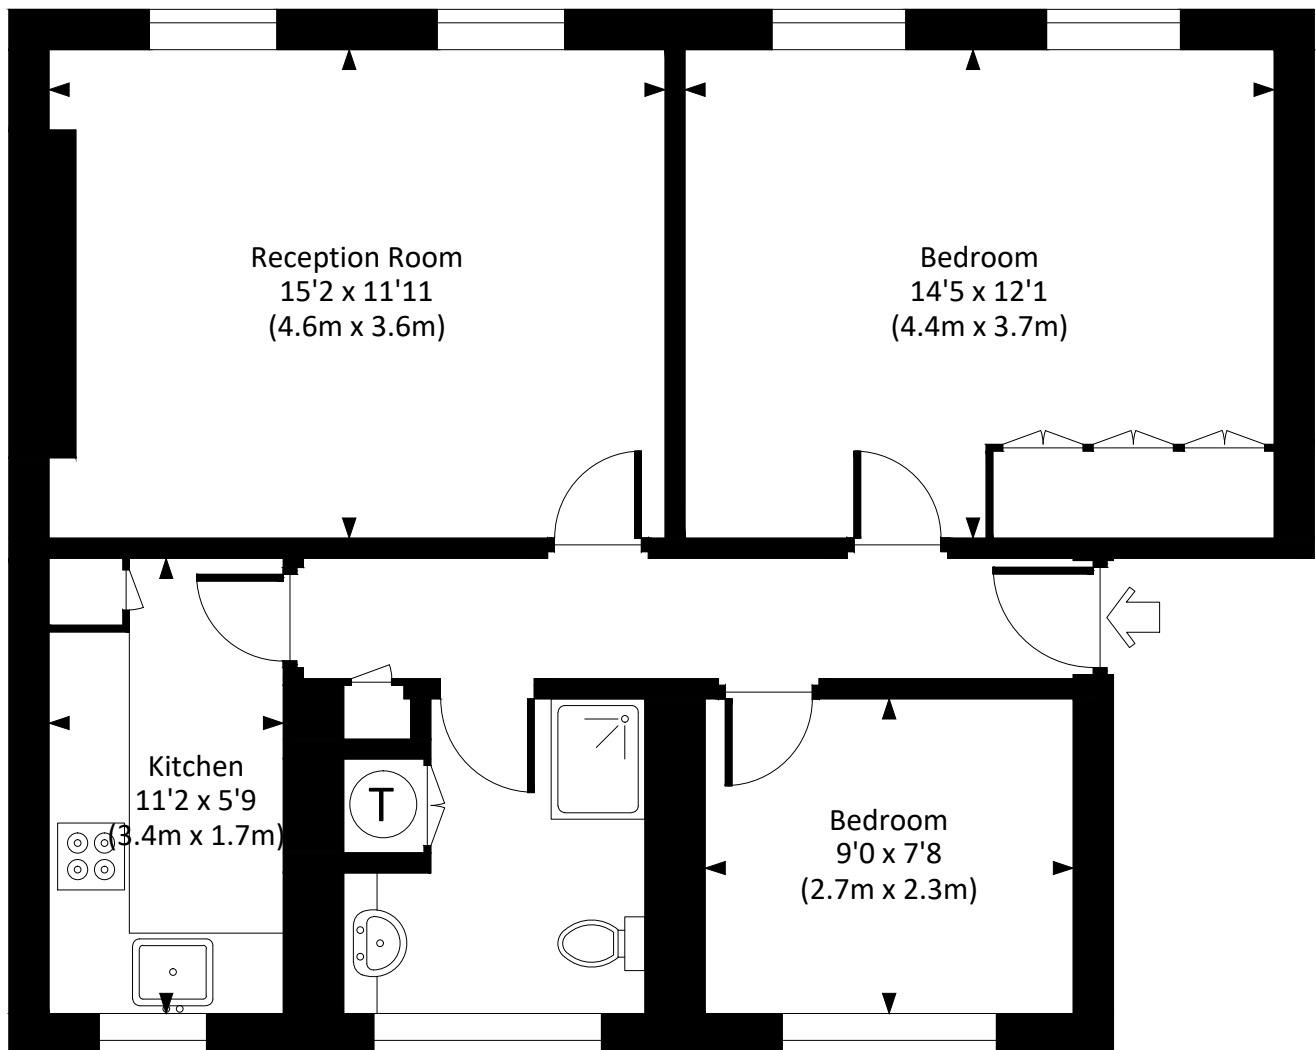 Reception Room
15'2 x 11'11
(4.6m x 3.6m)
Bedroom
14'5 x 12'1
(4.4m x 3.7m)
Kitchen
11'2 x 5'9
(3.4m x 1.7m)
T
Bedroom
9'0 x 7'8
(2.7m x 2.3m)